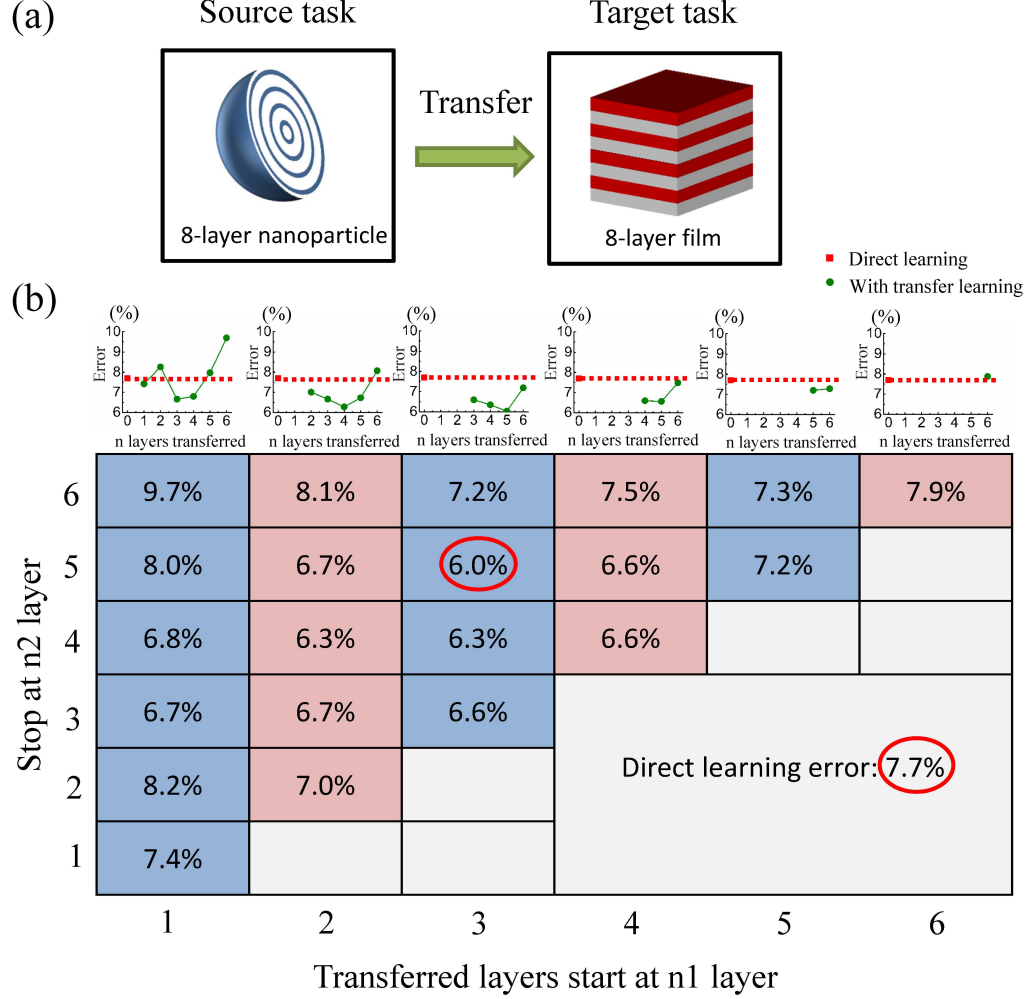 (a)
Source task
Target task
Transfer
8-layer nanoparticle
8-layer film
Direct learning
With transfer learning
(b)
(%) (%) (%) (%) (%) (%)
Error
10
9
8
7
6
0 1 2 3 4 5 6
n layers transferred
Error
10
9
8
7
6
0 1 2 3 4 5 6
n layers transferred
Error
10
9
8
7
6
0 1 2 3 4 5 6
n layers transferred
Error
10
9
8
7
6
0 1 2 3 4 5 6
n layers transferred
Error
10
9
8
7
6
0 1 2 3 4 5 6
n layers transferred
Error
10
9
8
7
6
0 1 2 3 4 5 6
n layers transferred
Stop at n2 layer
6 9.7% 8.1% 7.2% 7.5% 7.3% 7.9%
5 8.0% 6.7% 6.0% 6.6% 7.2%
4 6.8% 6.3% 6.3% 6.6%
3 6.7% 6.7% 6.6%
Direct learning error: 7.7%
2 8.2% 7.0%
1 7.4%
1 2 3 4 5 6
Transferred layers start at n1 layer